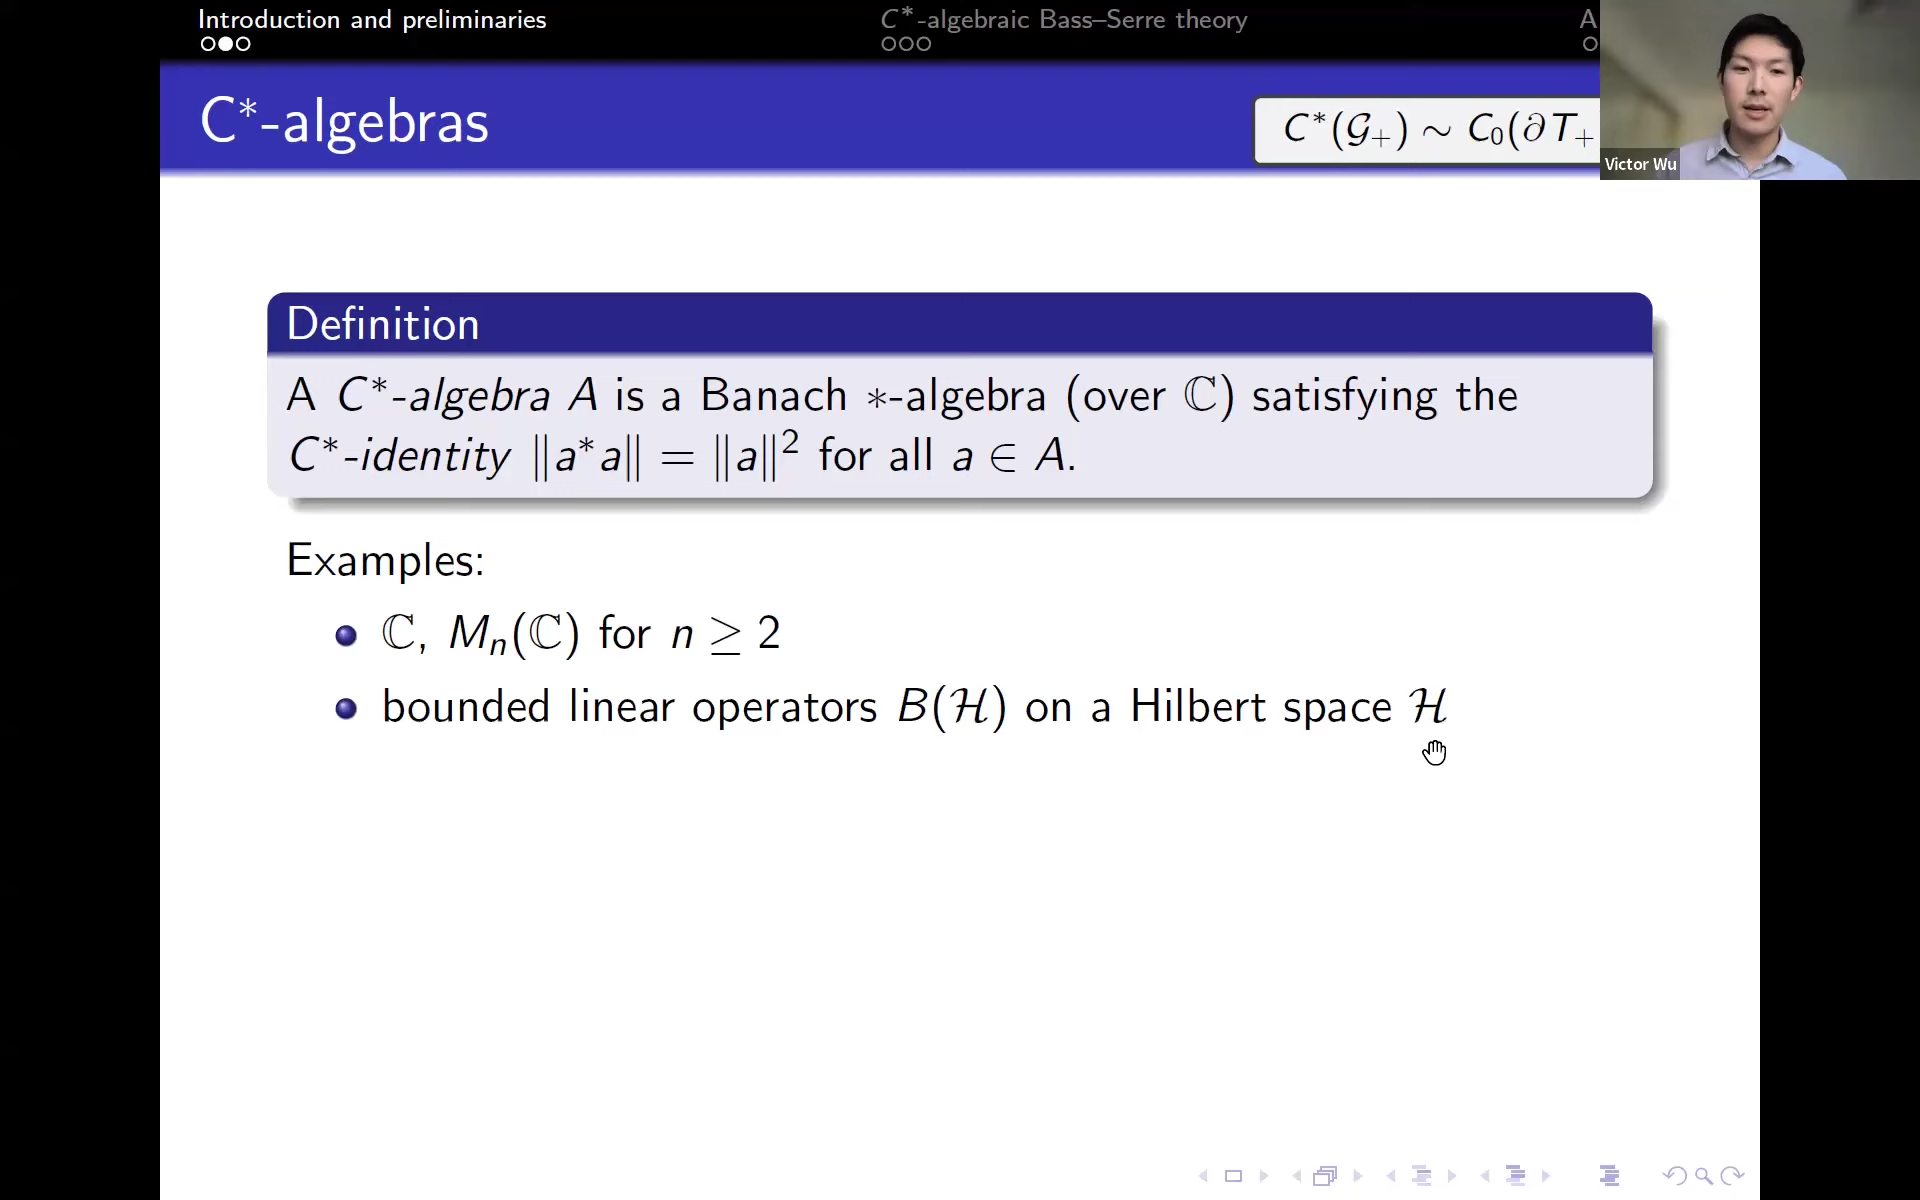 Introduction and preliminaries
C*-algebraic Bass–Serre theory
A
C*-algebras
C*(𝒢₊) ∼ C₀(∂T₊
Victor Wu
Definition
A C*-algebra A is a Banach ∗-algebra (over ℂ) satisfying the
C*-identity ‖a*a‖ = ‖a‖² for all a ∈ A.
Examples:
ℂ, Mₙ(ℂ) for n ≥ 2
bounded linear operators B(ℋ) on a Hilbert space ℋ